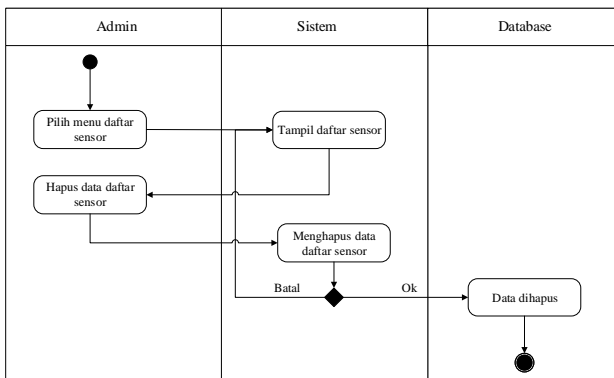 Admin
Sistem
Database
Pilih menu daftar
sensor
Tampil daftar sensor
Hapus data daftar
sensor
Menghapus data
daftar sensor
Batal
Ok
Data dihapus